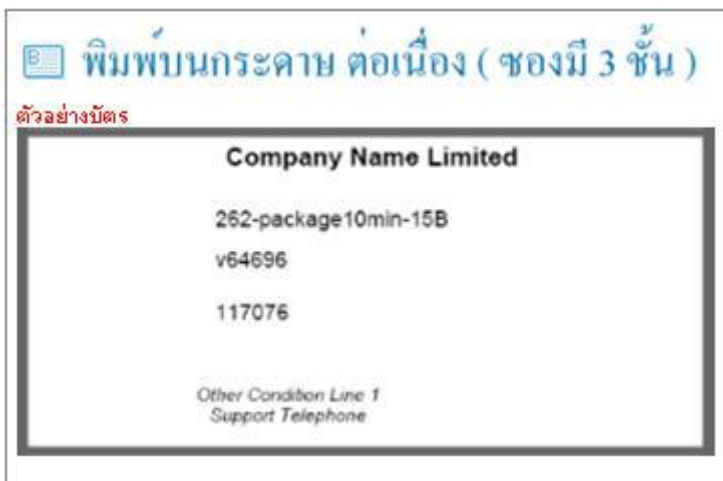 พิมพ์บนกระดาษ ต่อเนื่อง ( ซองมี 3 ชั้น )
ตัวอย่างบัตร
Company Name Limited
262-package10min-15B
v64696
117076
Other Condition Line 1
Support Telephone